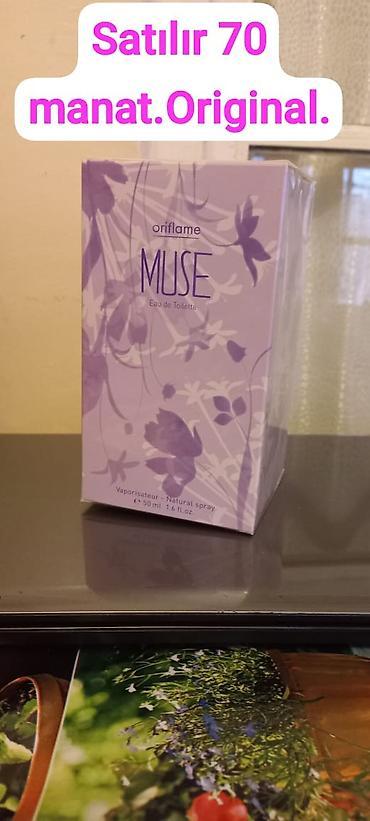 Satılır 70
manat.Original.
oriflame
MUSE
Eau de Toilette
Vaporisateur - Natural spray
e 50 ml 1.6 fl.oz.